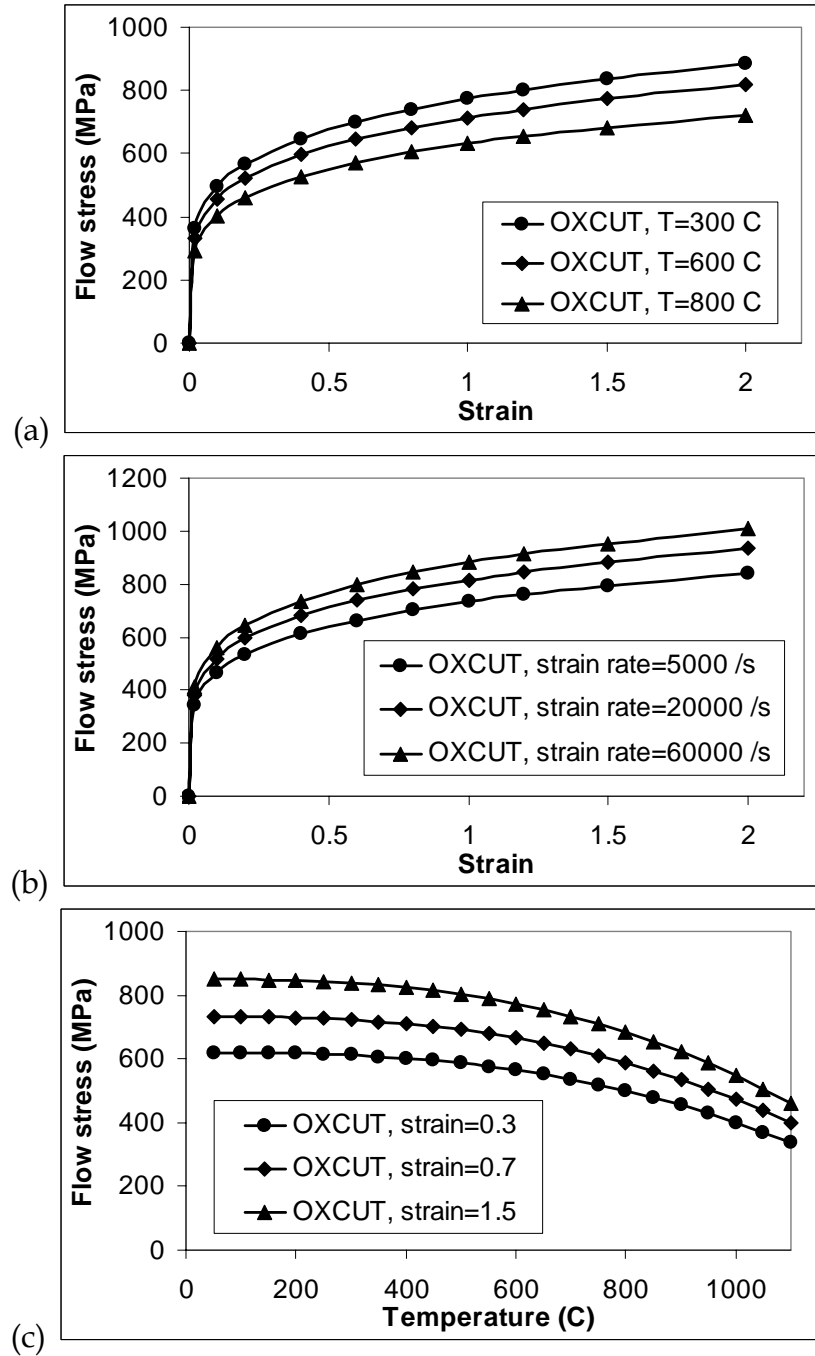 1000
800
600
400
200
0
Flow stress (MPa)
OXCUT, T=300 C
OXCUT, T=600 C
OXCUT, T=800 C
0 0.5 1 1.5 2
Strain
(a)
1200
1000
800
600
400
200
0
Flow stress (MPa)
OXCUT, strain rate=5000 /s
OXCUT, strain rate=20000 /s
OXCUT, strain rate=60000 /s
0 0.5 1 1.5 2
Strain
(b)
1000
800
600
400
200
0
Flow stress (MPa)
OXCUT, strain=0.3
OXCUT, strain=0.7
OXCUT, strain=1.5
0 200 400 600 800 1000
Temperature (C)
(c)